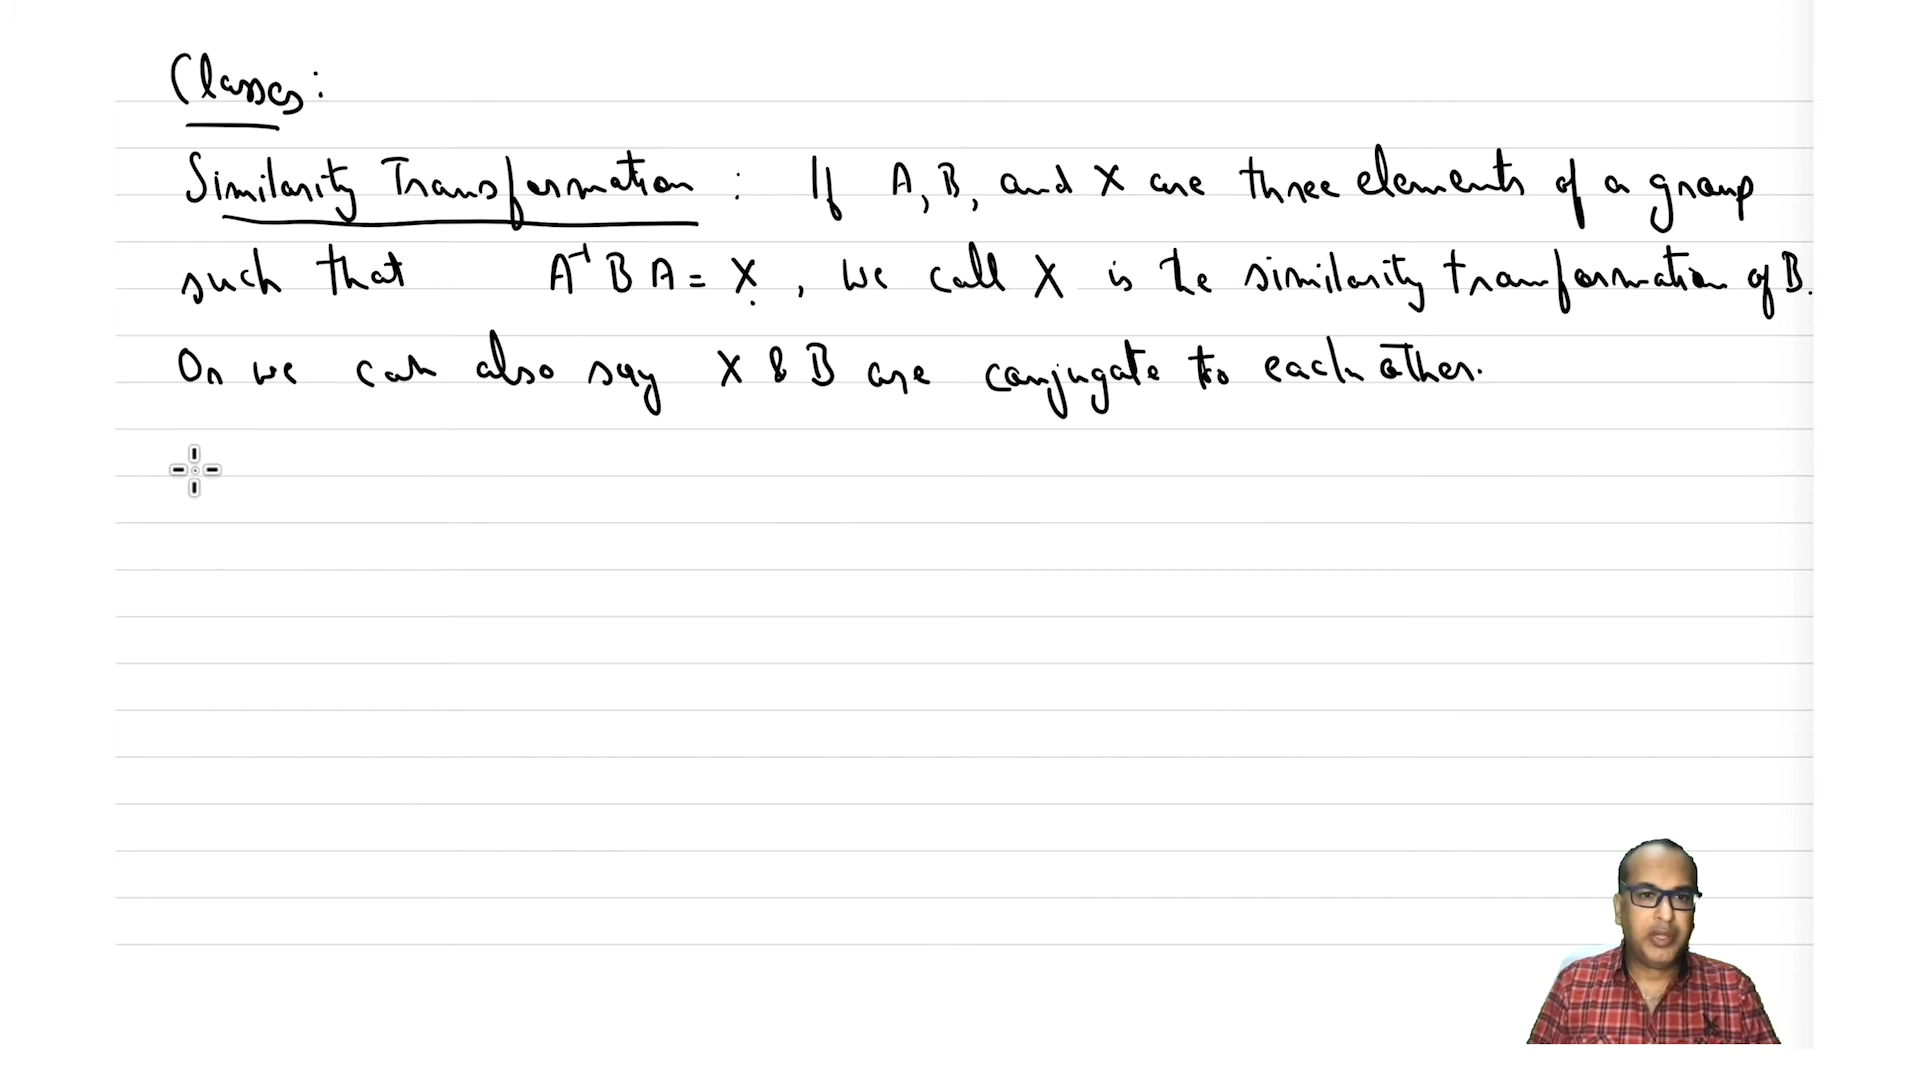 Classes:
Similarity Transformation : If A, B, and X are three elements of a group
such that A⁻¹ B A = X, we call X is the similarity transformation of B.
Or we can also say X & B are conjugate to each other.